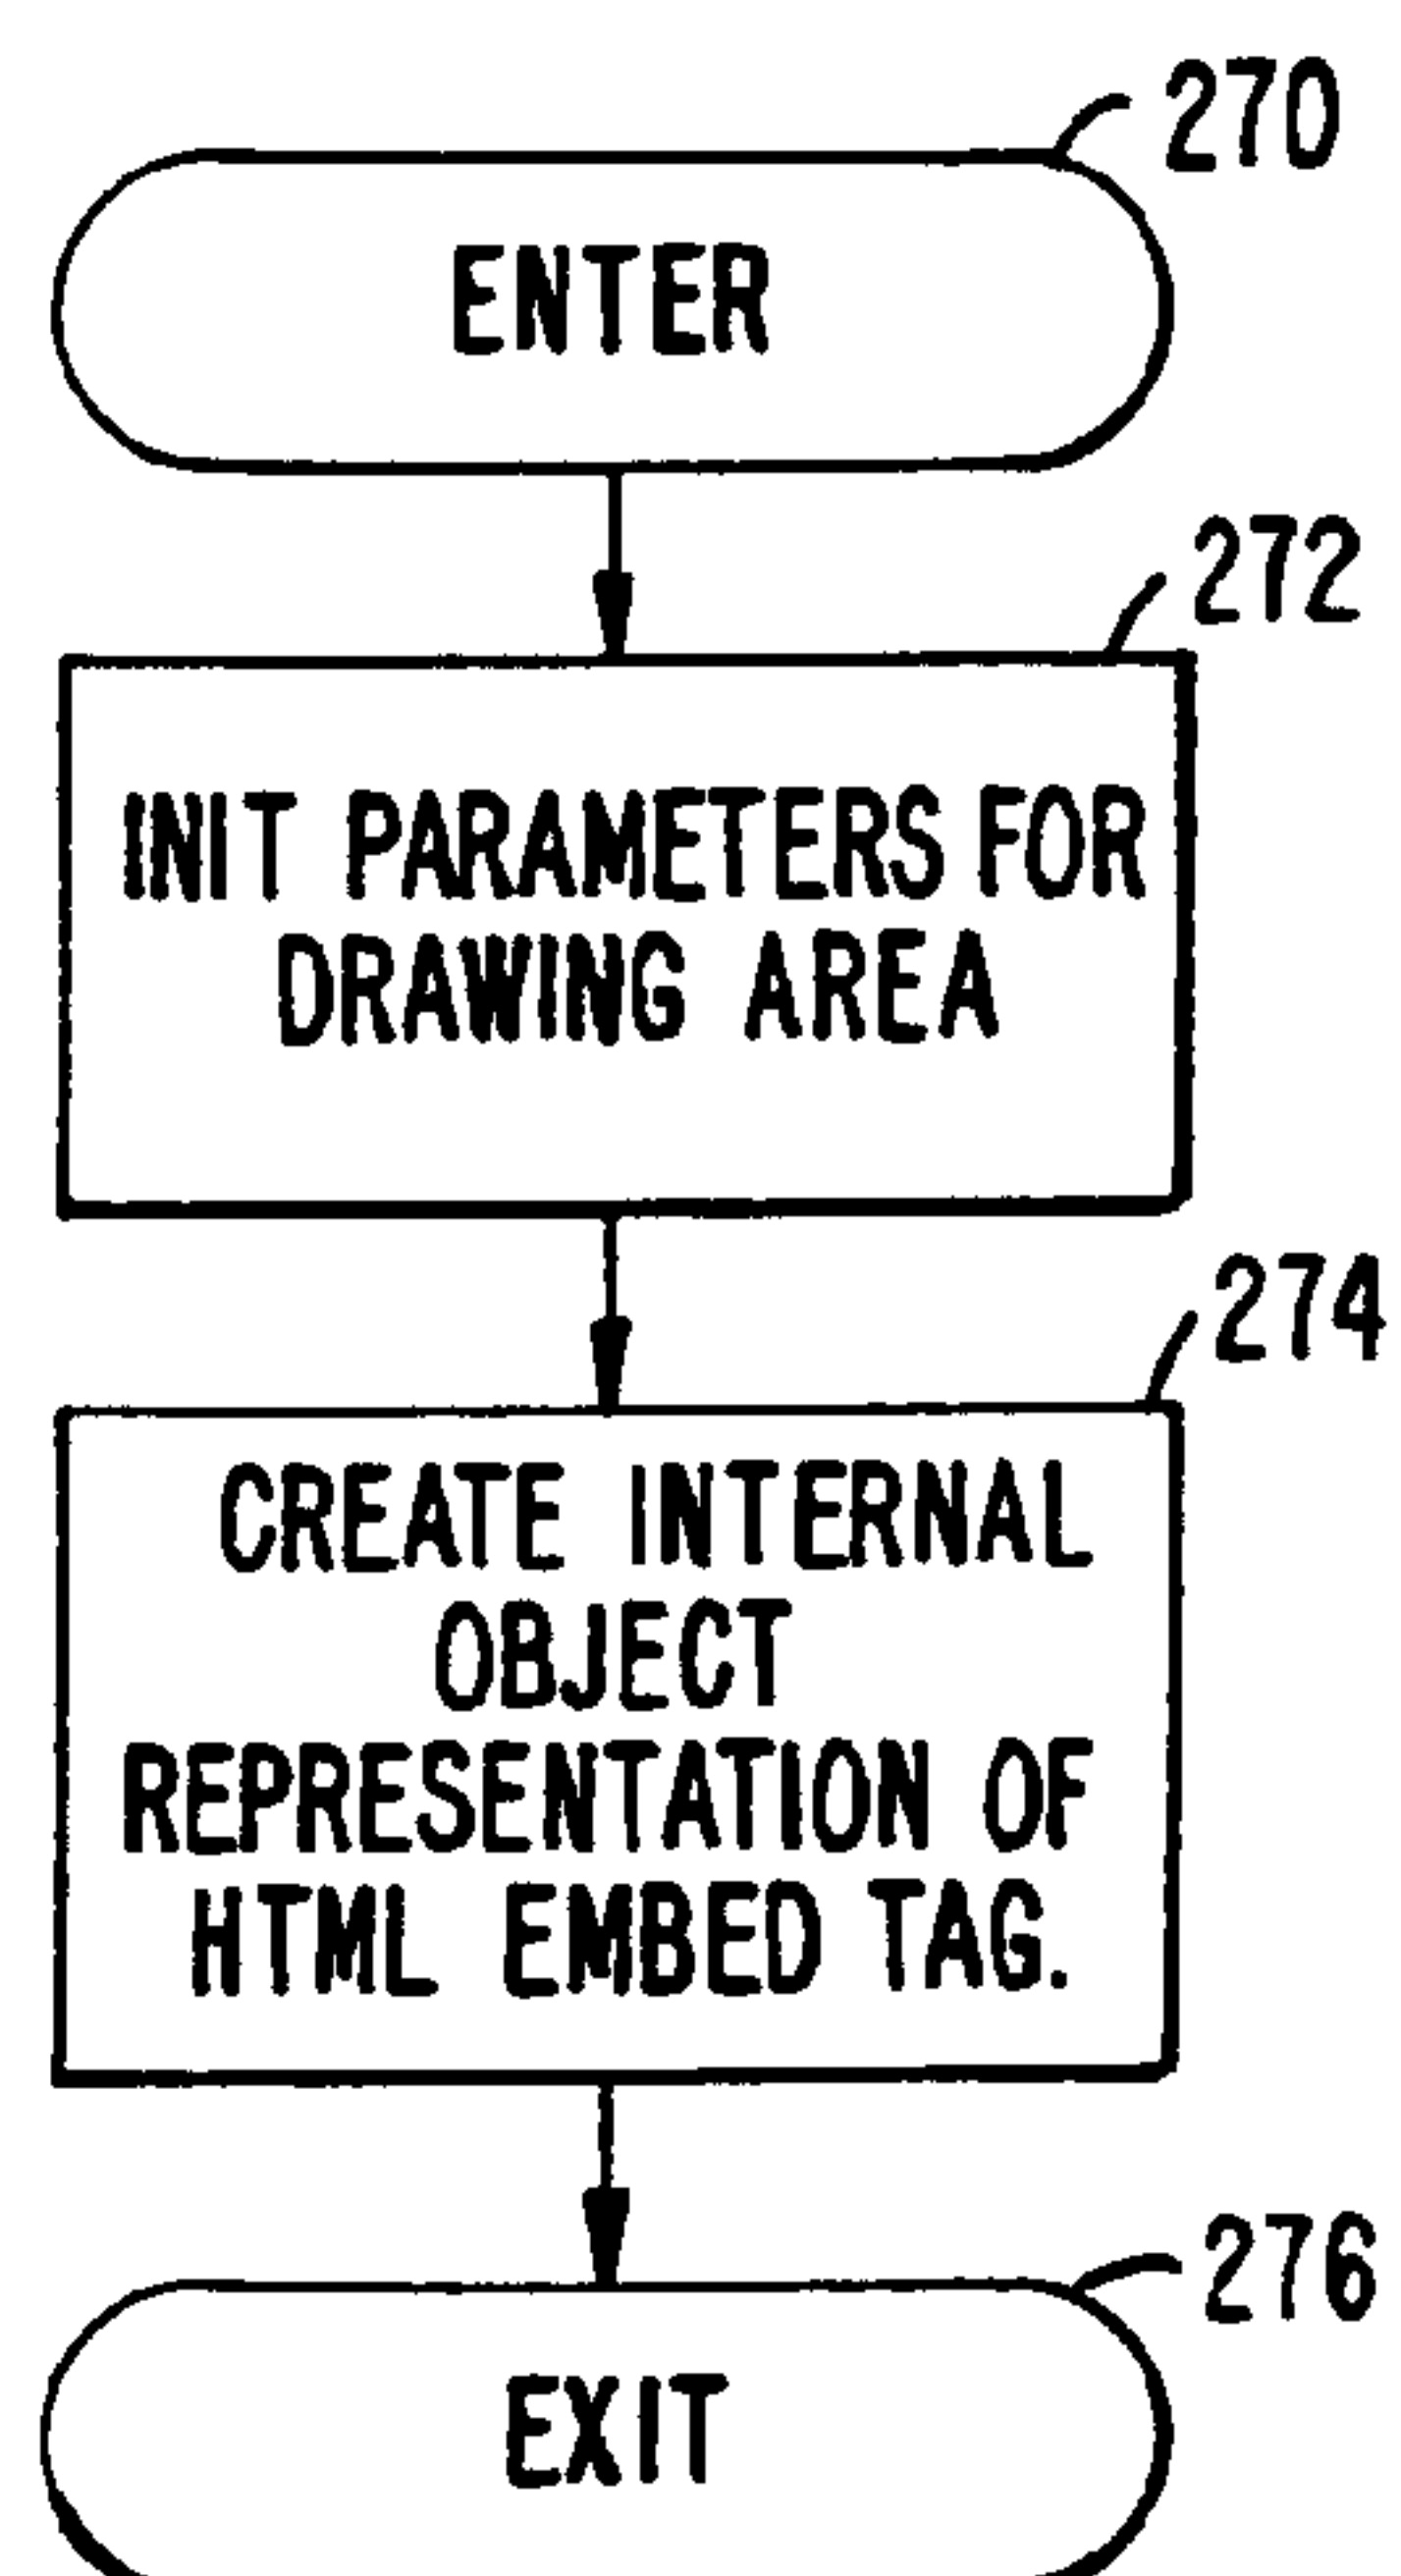 270
ENTER
272
INIT PARAMETERS FOR
DRAWING AREA
274
CREATE INTERNAL
OBJECT
REPRESENTATION OF
HTML EMBED TAG.
276
EXIT